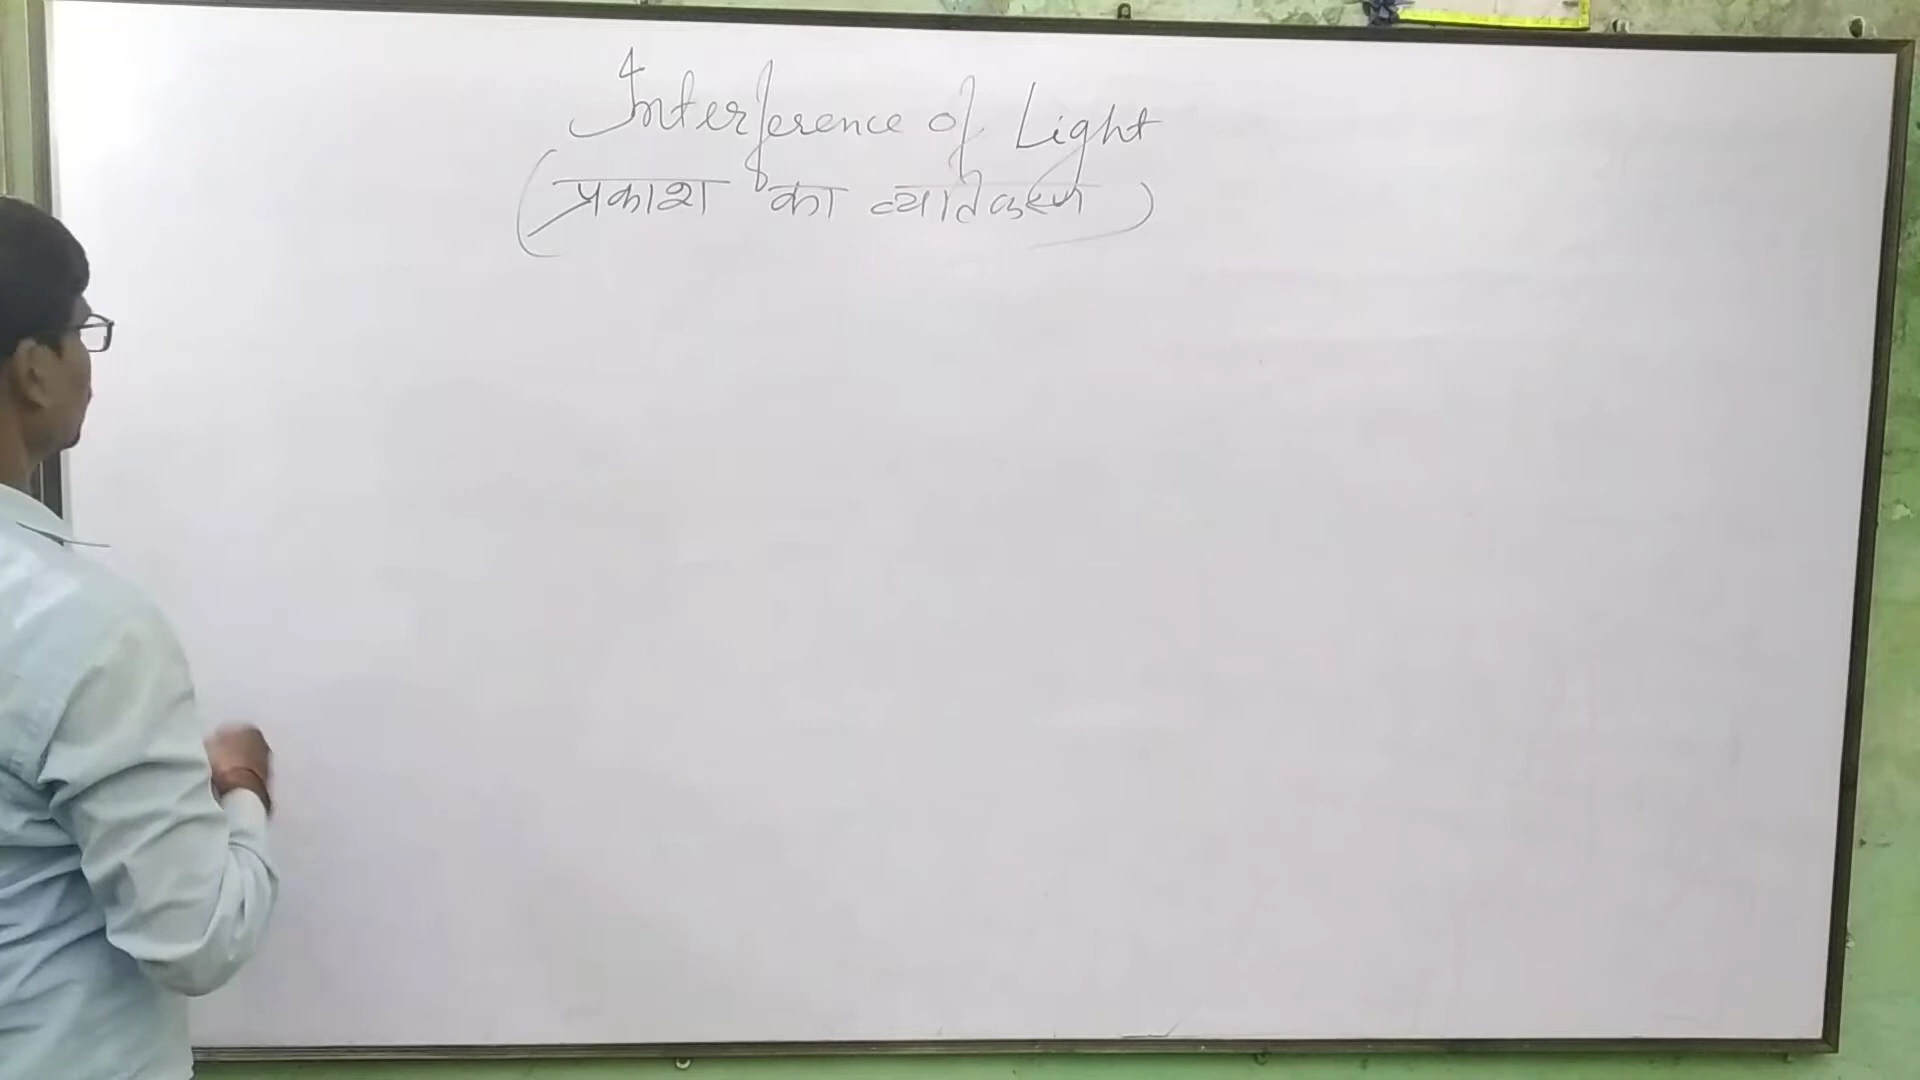 Interference of Light
(प्रकाश का व्यतिकरण)